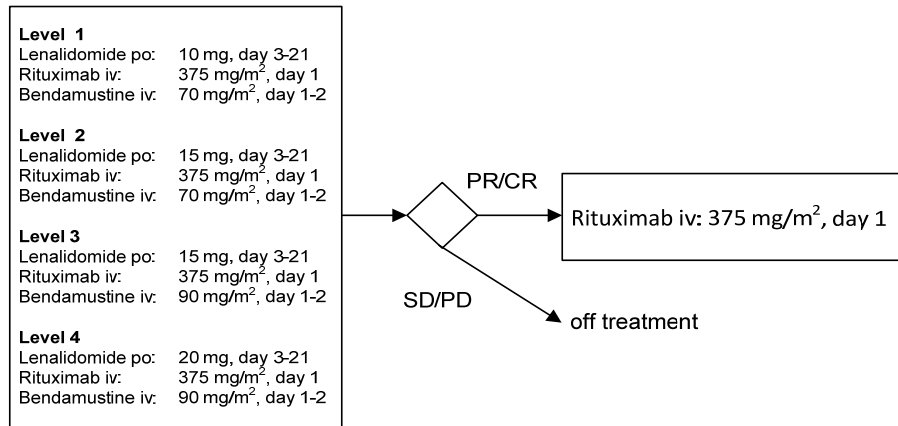 Level 1
Lenalidomide po: 10 mg, day 3-21
Rituximab iv: 375 mg/m², day 1
Bendamustine iv: 70 mg/m², day 1-2
Level 2
Lenalidomide po: 15 mg, day 3-21
Rituximab iv: 375 mg/m², day 1
Bendamustine iv: 70 mg/m², day 1-2
Level 3
Lenalidomide po: 15 mg, day 3-21
Rituximab iv: 375 mg/m², day 1
Bendamustine iv: 90 mg/m², day 1-2
Level 4
Lenalidomide po: 20 mg, day 3-21
Rituximab iv: 375 mg/m², day 1
Bendamustine iv: 90 mg/m², day 1-2
PR/CR
SD/PD
Rituximab iv: 375 mg/m², day 1
off treatment